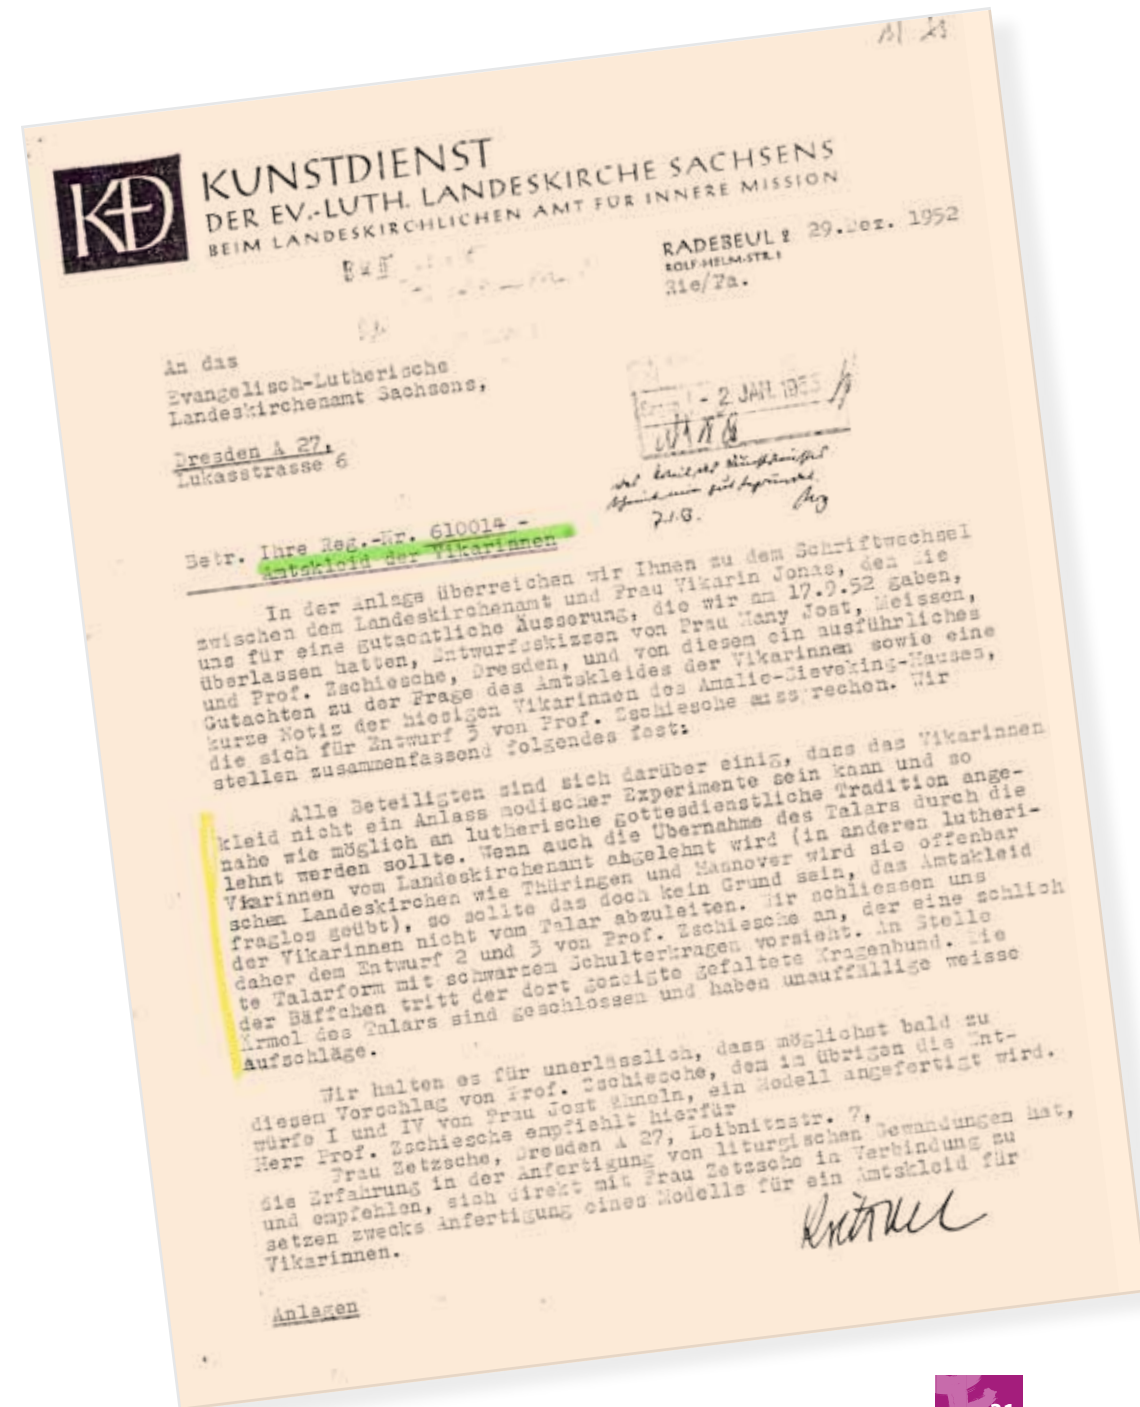 KD
KUNSTDIENST
DER EV.-LUTH. LANDESKIRCHE SACHSENS
BEIM LANDESKIRCHLICHEN AMT FÜR INNERE MISSION
RADEBEUL 2 29.Dez. 1952
ROLF-HELM-STR. 1
Rie/Pa.
An das
Evangelisch-Lutherische
Landeskirchenamt Sachsens,
Dresden A 27,
Lukasstrasse 6
- 2. JAN. 1953
7.1.53.
Betr. Ihre Reg.-Nr. 610014 -
Amtskleid der Vikarinnen
In der Anlage überreichen wir Ihnen zu dem Schriftwechsel
zwischen dem Landeskirchenamt und Frau Vikarin Jonas, den Sie
uns für eine gutachtliche Äusserung, die wir am 17.9.52 gaben,
überlassen hatten, Entwurfsskizzen von Frau Hany Jost, Meissen,
und Prof. Zschiesche, Dresden, und von diesem ein ausführliches
Gutachten zu der Frage des Amtskleides der Vikarinnen sowie eine
kurze Notiz der hiesigen Vikarinnen des Amalie-Sieveking-Hauses,
die sich für Entwurf 3 von Prof. Zschiesche aussprechen. Wir
stellen zusammenfassend folgendes fest:
Alle Beteiligten sind sich darüber einig, dass das Vikarinnen
kleid nicht ein Anlass modischer Experimente sein kann und so
nahe wie möglich an lutherische gottesdienstliche Tradition ange-
lehnt werden sollte. Wenn auch die Übernahme des Talars durch die
Vikarinnen vom Landeskirchenamt abgelehnt wird (in anderen lutheri-
schen Landeskirchen wie Thüringen und Hannover wird sie offenbar
fraglos geübt), so sollte das doch kein Grund sein, das Amtskleid
der Vikarinnen nicht vom Talar abzuleiten. Wir schliessen uns
daher dem Entwurf 2 und 3 von Prof. Zschiesche an, der eine schlich
te Talarform mit schwarzem Schulterkragen vorsieht. An Stelle
der Bäffchen tritt der dort gezeigte gefaltete Kragenbund. Die
Ärmel des Talars sind geschlossen und haben unauffällige weisse
Aufschläge.
Wir halten es für unerlässlich, dass möglichst bald zu
diesem Vorschlag von Prof. Zschiesche, dem im übrigen die Ent-
würfe I und IV von Frau Jost ähneln, ein Modell angefertigt wird.
Herr Prof. Zschiesche empfiehlt hierfür
Frau Zetzsche, Dresden A 27, Leibnitzstr. 7,
die Erfahrung in der Anfertigung von liturgischen Gewandungen hat,
und empfehlen, sich direkt mit Frau Zetzsche in Verbindung zu
setzen zwecks Anfertigung eines Modells für ein Amtskleid für
Vikarinnen.
Anlagen